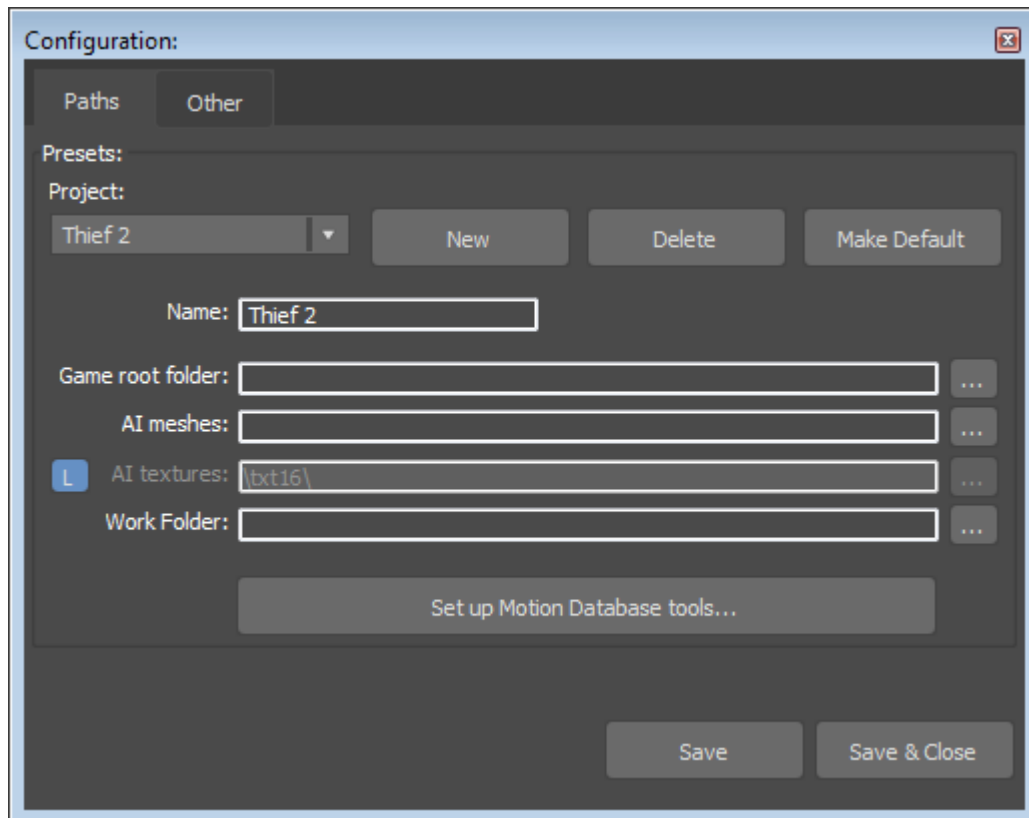 Configuration:
Paths Other
Presets:
Project:
Thief 2 New Delete Make Default
Name: Thief 2
Game root folder: ...
AI meshes: ...
L AI textures: \txt16\ ...
Work Folder: ...
Set up Motion Database tools...
Save Save & Close